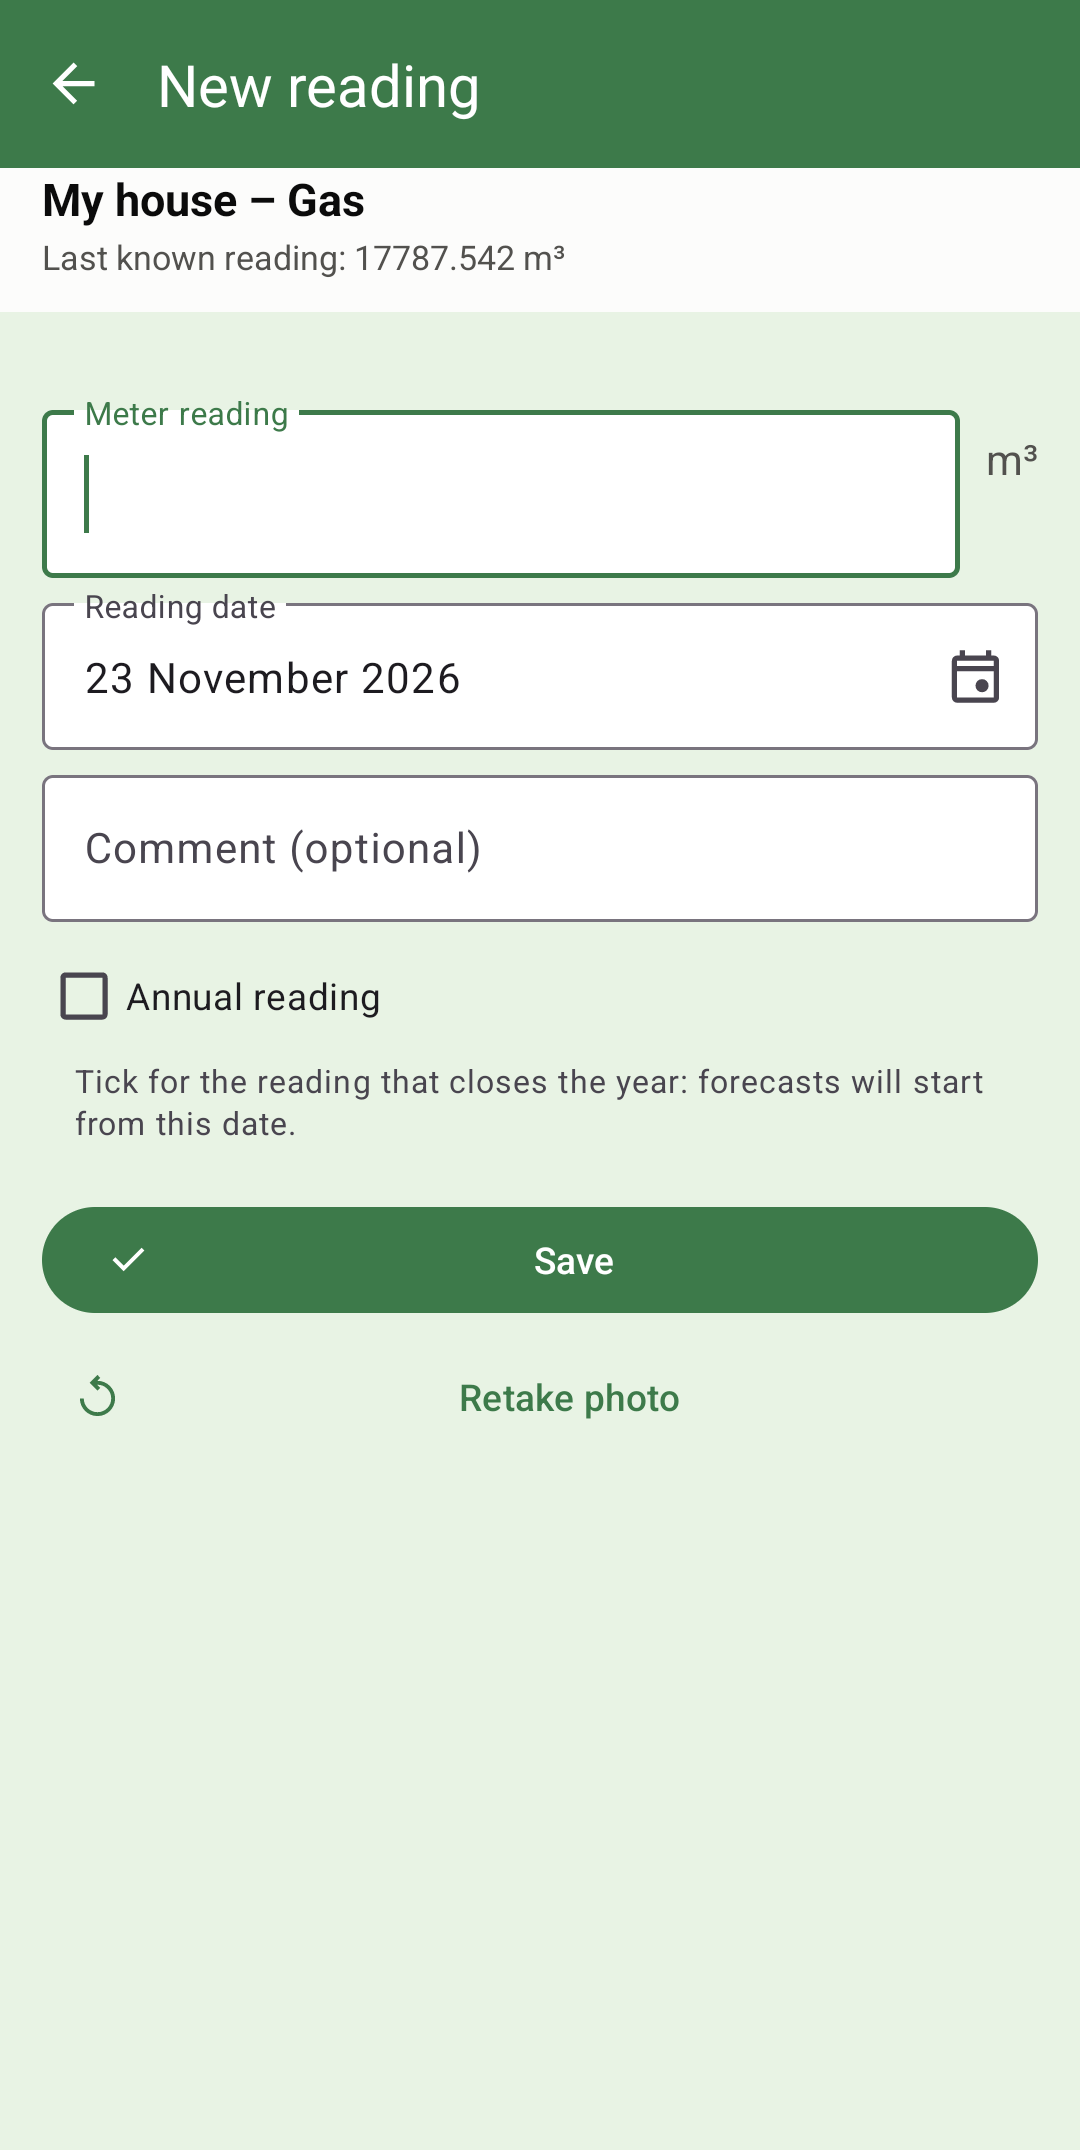 New reading
My house – Gas
Last known reading: 17787.542 m³
Meter reading
m³
Reading date
23 November 2026
Comment (optional)
Annual reading
Tick for the reading that closes the year: forecasts will start
from this date.
Save
Retake photo